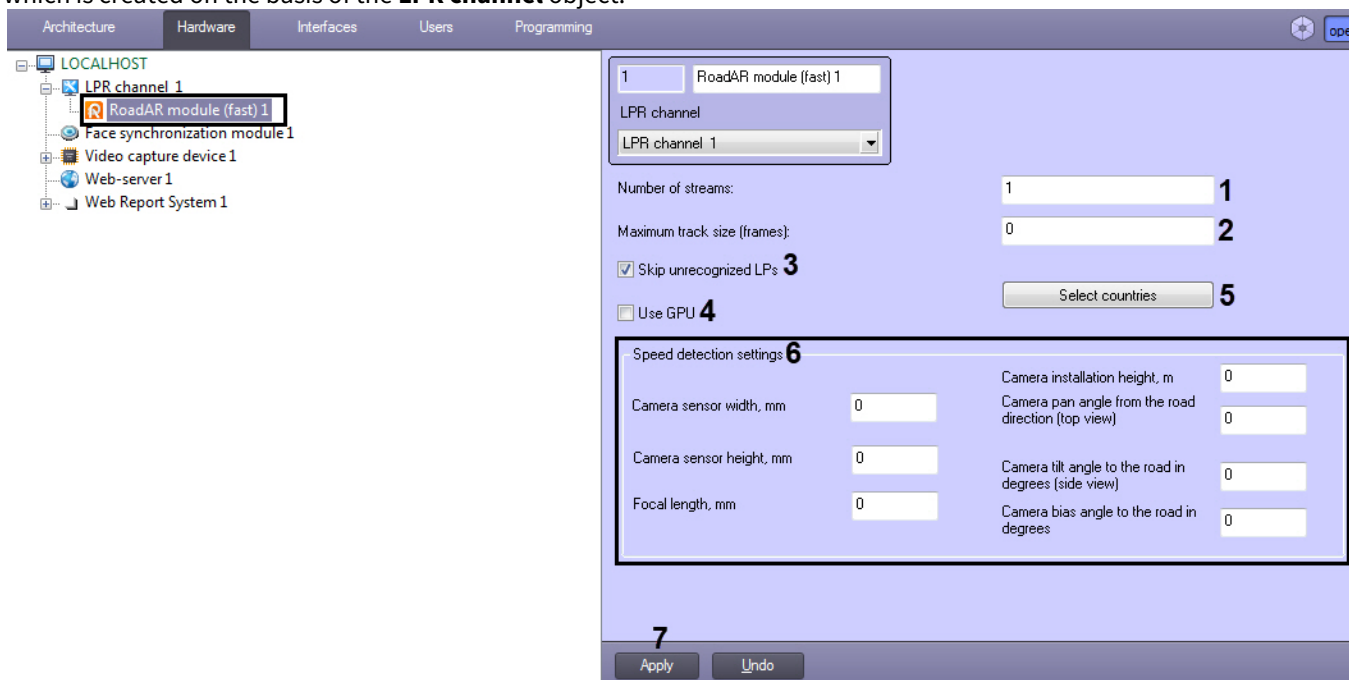 which is created on the basis of the LPR channel object.
Architecture Hardware Interfaces Users Programming
LOCALHOST
LPR channel 1
RoadAR module (fast) 1
Face synchronization module 1
Video capture device 1
Web-server 1
Web Report System 1
1 RoadAR module (fast) 1
LPR channel
LPR channel 1
Number of streams: 1 1
Maximum track size (frames): 0 2
Skip unrecognized LPs 3
Select countries 5
Use GPU 4
Speed detection settings 6
Camera sensor width, mm 0
Camera sensor height, mm 0
Focal length, mm 0
Camera installation height, m 0
Camera pan angle from the road
direction (top view) 0
Camera tilt angle to the road in
degrees (side view) 0
Camera bias angle to the road in
degrees 0
7
Apply Undo